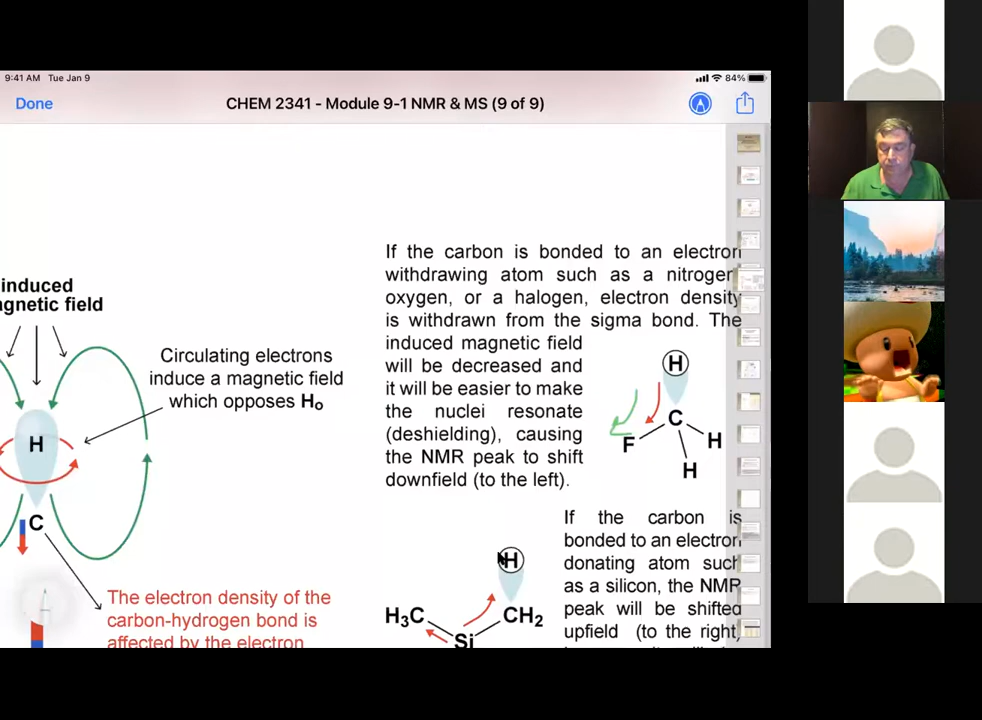 9:41 AM Tue Jan 9
84%
Done
CHEM 2341 - Module 9-1 NMR & MS (9 of 9)
induced
agnetic field
Circulating electrons
induce a magnetic field
which opposes Ho
H
C
The electron density of the
carbon-hydrogen bond is
affected by the electron
If the carbon is bonded to an electron
withdrawing atom such as a nitrogen
oxygen, or a halogen, electron density
is withdrawn from the sigma bond. The
induced magnetic field
will be decreased and
it will be easier to make
the nuclei resonate
(deshielding), causing
the NMR peak to shift
downfield (to the left).
H
C
F
H
H
If the carbon is
bonded to an electron
donating atom such
as a silicon, the NMR
peak will be shifted
upfield (to the right,
H
H3C
CH2
Si